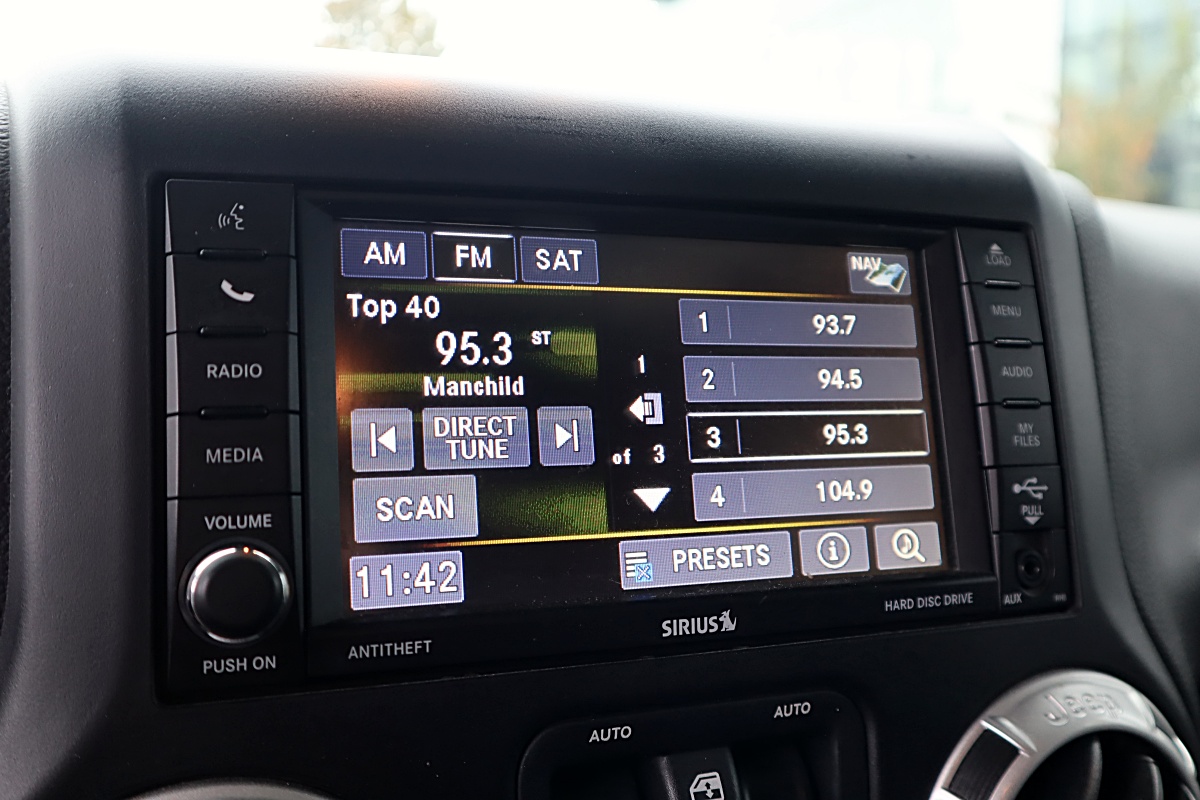 AM FM SAT
NAV
Top 40
95.3 ST
Manchild
DIRECT
TUNE
SCAN
11:42
1
of 3
1 93.7
2 94.5
3 95.3
4 104.9
PRESETS
i
RADIO
MEDIA
VOLUME
PUSH ON
LOAD
MENU
AUDIO
MY
FILES
PULL
AUX
ANTITHEFT
SIRIUS
HARD DISC DRIVE
AUTO
AUTO
Jeep